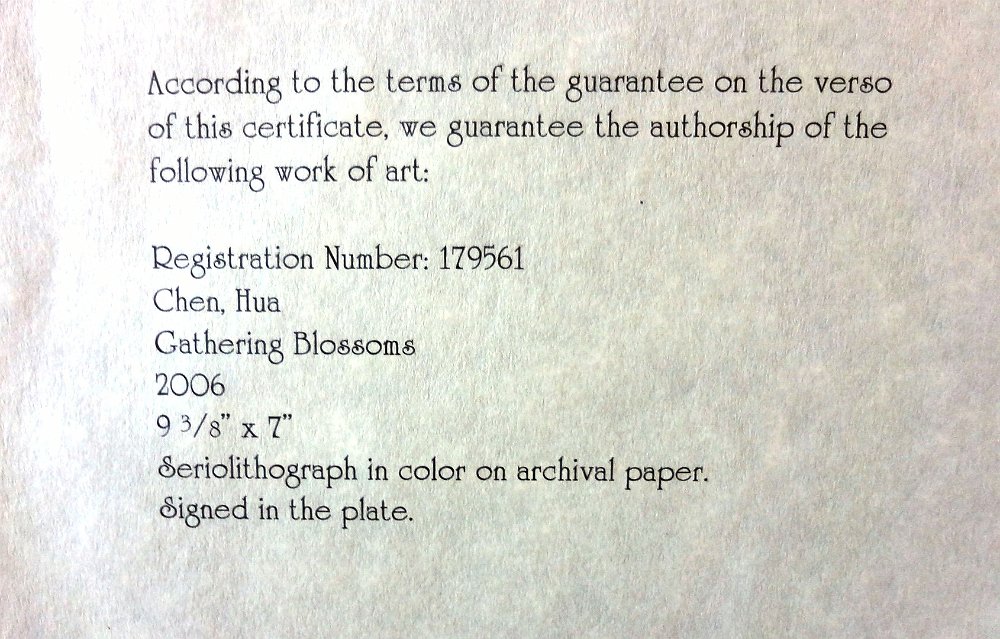 According to the terms of the guarantee on the verso
of this certificate, we guarantee the authorship of the
following work of art:
Registration Number: 179561
Chen, Hua
Gathering Blossoms
2006
9 3/8" x 7"
Seriolithograph in color on archival paper.
Signed in the plate.